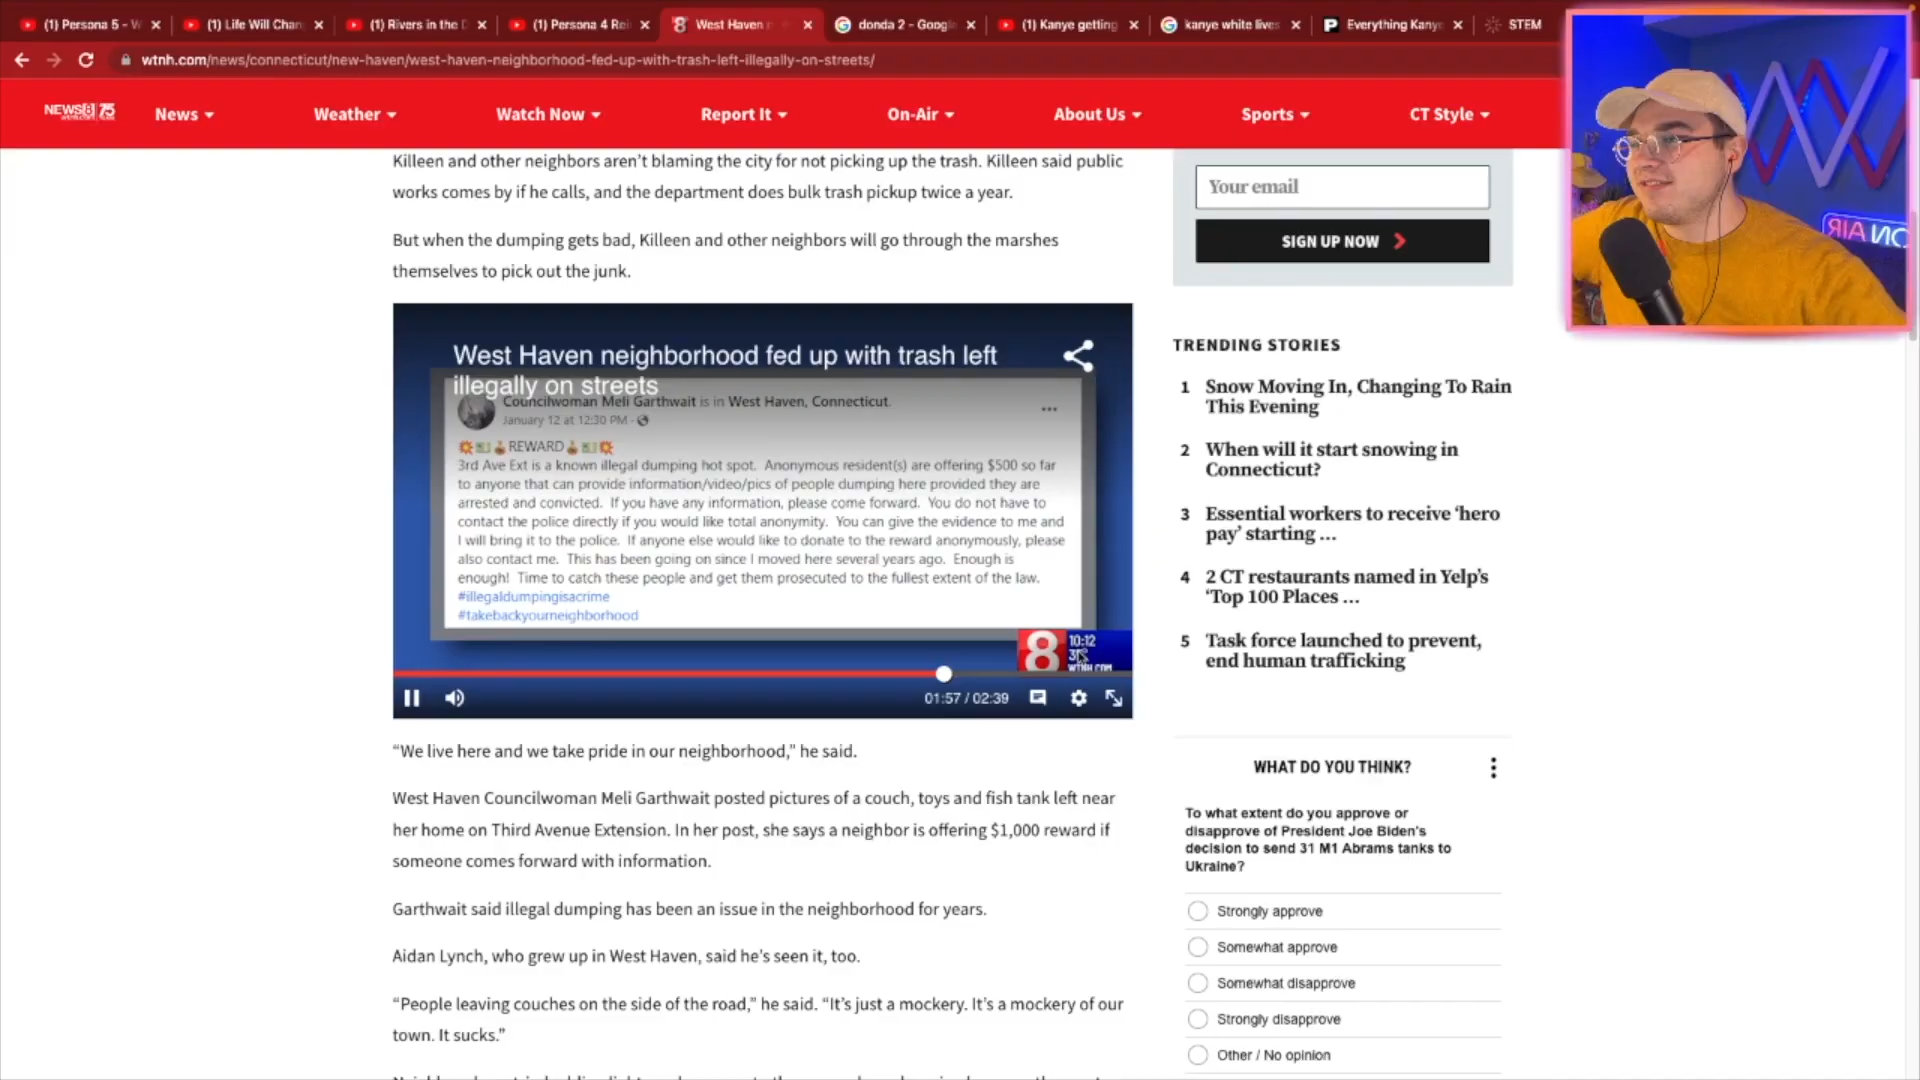 (1) Persona 5 - W
(1) Life Will Chan
(1) Rivers in the D
(1) Persona 4 Rei
West Haven n
donda 2 - Google
(1) Kanye getting
kanye white lives
Everything Kanye
STEM
wtnh.com/news/connecticut/new-haven/west-haven-neighborhood-fed-up-with-trash-left-illegally-on-streets/
NEWS8 75
wtnh.com
News
Weather
Watch Now
Report It
On-Air
About Us
Sports
CT Style
ON AIR
Killeen and other neighbors aren’t blaming the city for not picking up the trash. Killeen said public
works comes by if he calls, and the department does bulk trash pickup twice a year.
But when the dumping gets bad, Killeen and other neighbors will go through the marshes
themselves to pick out the junk.
West Haven neighborhood fed up with trash left
illegally on streets
Councilwoman Meli Garthwait is in West Haven, Connecticut.
January 12 at 12:30 PM ·
REWARD
3rd Ave Ext is a known illegal dumping hot spot. Anonymous resident(s) are offering $500 so far
to anyone that can provide information/video/pics of people dumping here provided they are
arrested and convicted. If you have any information, please come forward. You do not have to
contact the police directly if you would like total anonymity. You can give the evidence to me and
I will bring it to the police. If anyone else would like to donate to the reward anonymously, please
also contact me. This has been going on since I moved here several years ago. Enough is
enough! Time to catch these people and get them prosecuted to the fullest extent of the law.
#illegaldumpingisacrime
#takebackyourneighborhood
8
10:12
WTNH.COM
01:57 / 02:39
“We live here and we take pride in our neighborhood,” he said.
West Haven Councilwoman Meli Garthwait posted pictures of a couch, toys and fish tank left near
her home on Third Avenue Extension. In her post, she says a neighbor is offering $1,000 reward if
someone comes forward with information.
Garthwait said illegal dumping has been an issue in the neighborhood for years.
Aidan Lynch, who grew up in West Haven, said he’s seen it, too.
“People leaving couches on the side of the road,” he said. “It’s just a mockery. It’s a mockery of our
town. It sucks.”
Your email
SIGN UP NOW
TRENDING STORIES
1 Snow Moving In, Changing To Rain
This Evening
2 When will it start snowing in
Connecticut?
3 Essential workers to receive ‘hero
pay’ starting …
4 2 CT restaurants named in Yelp’s
‘Top 100 Places …
5 Task force launched to prevent,
end human trafficking
WHAT DO YOU THINK?
To what extent do you approve or
disapprove of President Joe Biden's
decision to send 31 M1 Abrams tanks to
Ukraine?
Strongly approve
Somewhat approve
Somewhat disapprove
Strongly disapprove
Other / No opinion